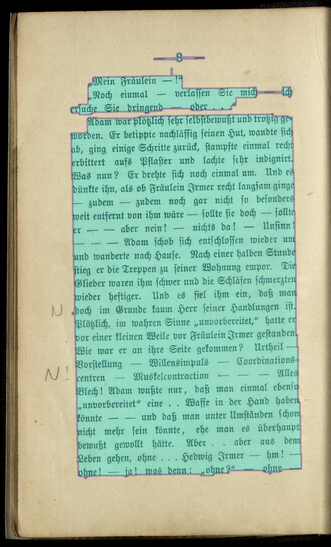 8
„Mein Fräulein —!“
„Noch einmal — verlassen Sie mich — ich
ersuche Sie dringend — oder . . .
Adam war plötzlich sehr selbstbewußt und trotzig ge-
worden. Er betippte nachlässig seinen Hut, wandte sich
ab, ging einige Schritte zurück, stampfte einmal recht
erbittert aufs Pflaster und lachte sehr indignirt.
Was nun? Er drehte sich noch einmal um. Und es
dünkte ihn, als ob Fräulein Irmer recht langsam ginge
— zudem — zudem noch gar nicht so besonders
weit entfernt von ihm wäre — sollte sie doch — sollte
er — — — aber nein! — nichts da! — Unsinn!
— — — — Adam schob sich entschlossen wieder um
und wanderte nach Hause. Nach einer halben Stunde
stieg er die Treppen zu seiner Wohnung empor. Die
Glieder waren ihm schwer und die Schläfen schmerzten
wieder heftiger. Und es fiel ihm ein, daß man
N doch im Grunde kaum Herr seiner Handlungen ist.
Plötzlich, im wahren Sinne „unvorbereitet,“ hatte er
vor einer kleinen Weile vor Fräulein Irmer gestanden.
Wie war er an ihre Seite gekommen? Urtheil —
N! Vorstellung — Willensimpuls — Coordinations-
centren — Muskelcontraction — — — — Alles
Blech! Adam wußte nur, daß man einmal ebenso
„unvorbereitet“ eine . . Waffe in der Hand haben
könnte — — und daß man unter Umständen schon
nicht mehr sein könnte, ehe man es überhaupt
bewußt gewollt hätte. Aber . . aber aus dem
Leben gehen, ohne . . . Hedwig Irmer — hm! —
ohne! — ja! was denn: „ohne?“ — ohne